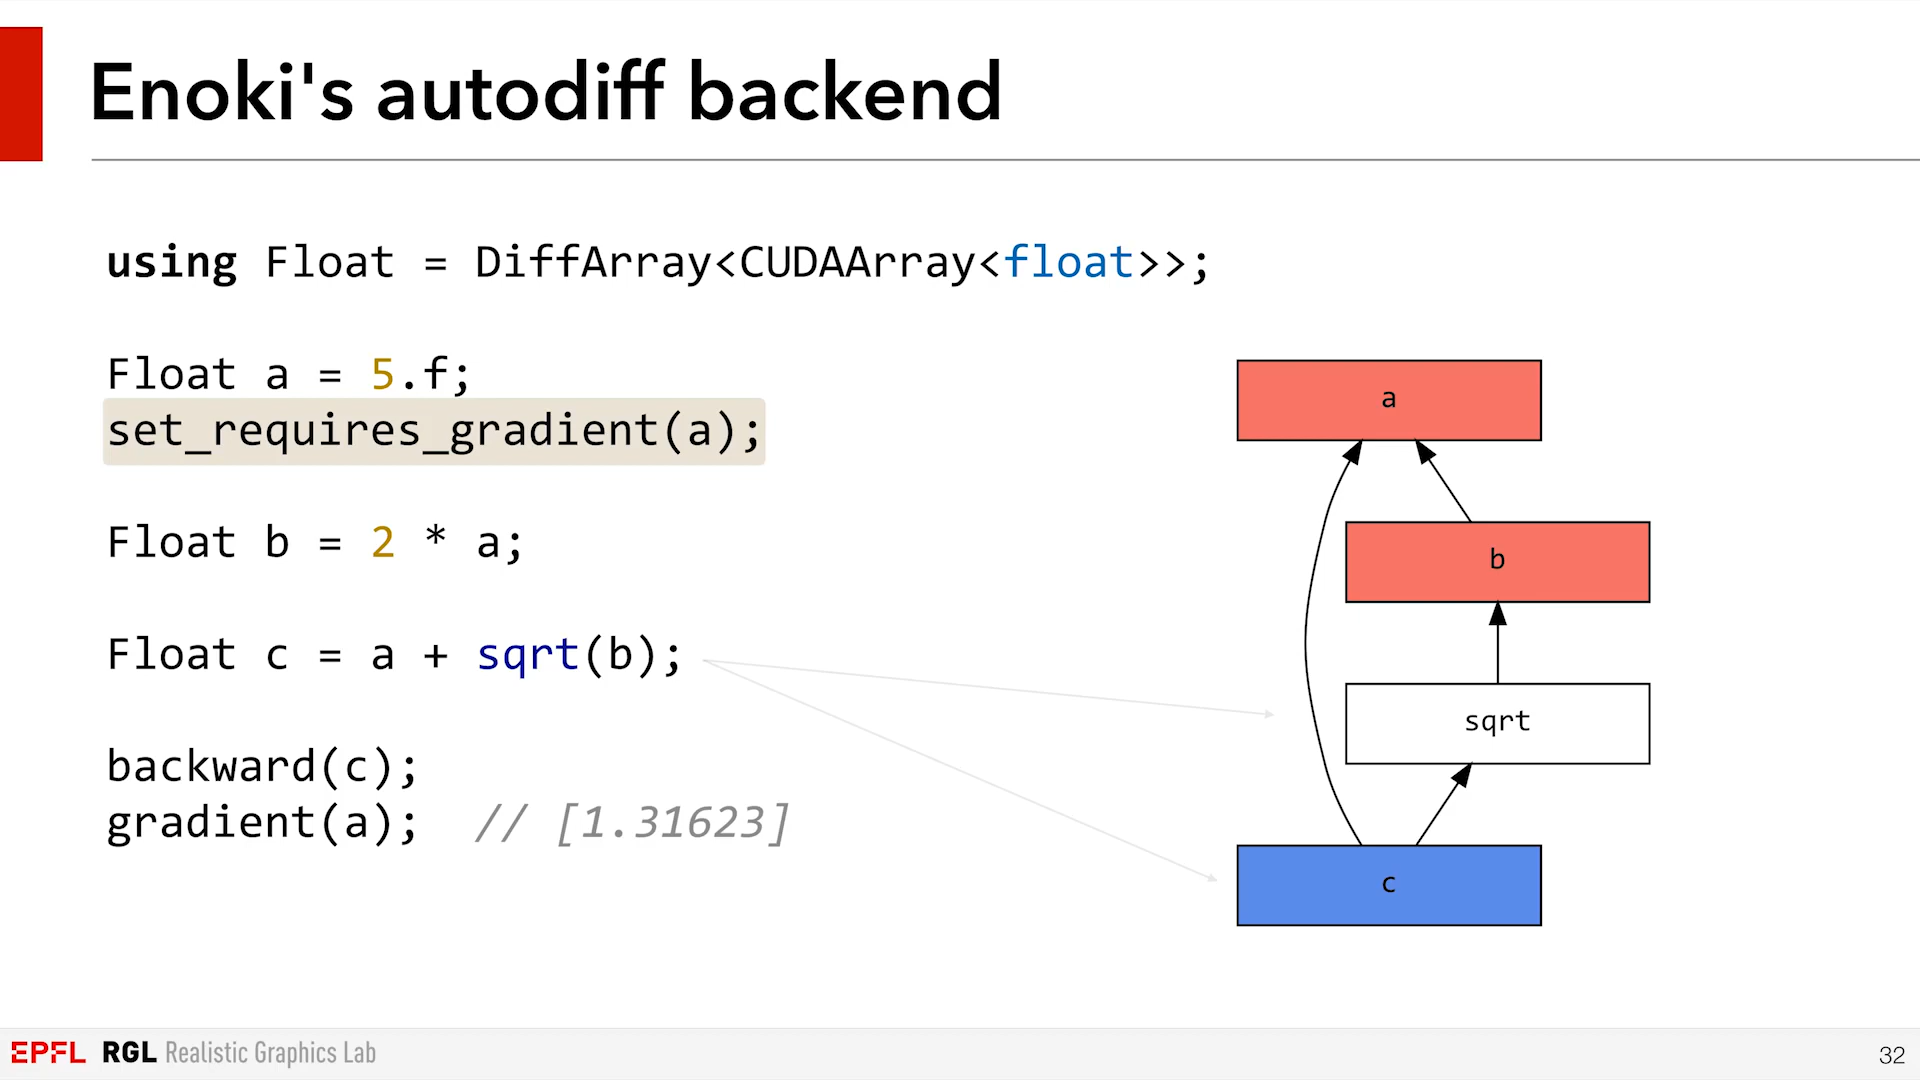 Enoki's autodiff backend
using Float = DiffArray<CUDAArray<float>>;
Float a = 5.f;
set_requires_gradient(a);
Float b = 2 * a;
Float c = a + sqrt(b);
backward(c);
gradient(a);  // [1.31623]
a
b
sqrt
c
EPFL RGL Realistic Graphics Lab
32